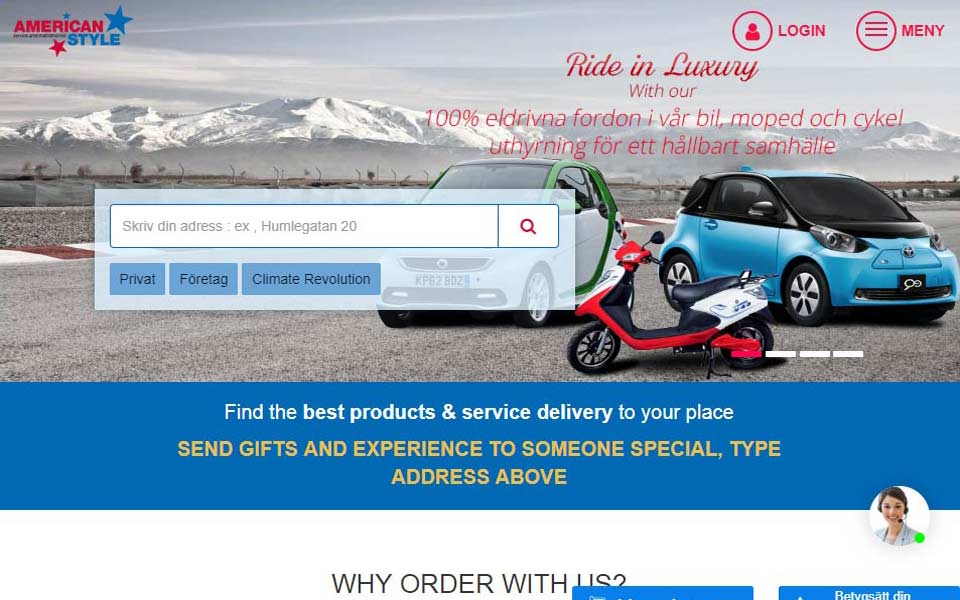 AMERICAN
STYLE
LOGIN
MENY
Ride in Luxury
With our
100% eldrivna fordon i vår bil, moped och cykel
uthyrning för ett hållbart samhälle
Skriv din adress : ex , Humlegatan 20
Privat
Företag
Climate Revolution
KP62 BDZ
Find the best products & service delivery to your place
SEND GIFTS AND EXPERIENCE TO SOMEONE SPECIAL, TYPE
ADDRESS ABOVE
WHY ORDER WITH US?
Betygsätt din